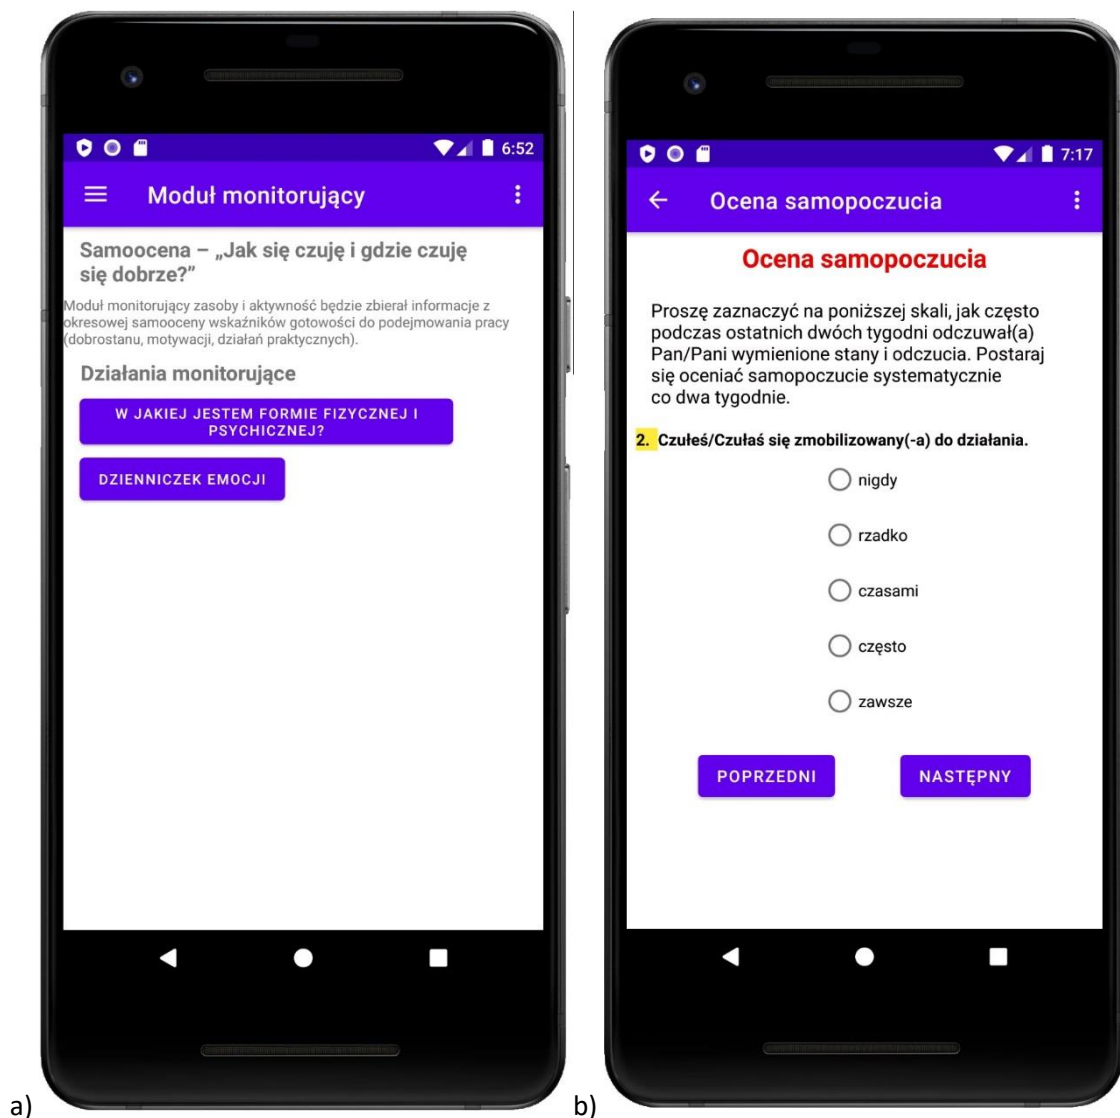 6:52
Moduł monitorujący
Samoocena – „Jak się czuję i gdzie czuję
się dobrze?”
Moduł monitorujący zasoby i aktywność będzie zbierał informacje z
okresowej samooceny wskaźników gotowości do podejmowania pracy
(dobrostanu, motywacji, działań praktycznych).
Działania monitorujące
W JAKIEJ JESTEM FORMIE FIZYCZNEJ I
PSYCHICZNEJ?
DZIENNICZEK EMOCJI
a)
7:17
Ocena samopoczucia
Ocena samopoczucia
Proszę zaznaczyć na poniższej skali, jak często
podczas ostatnich dwóch tygodni odczuwał(a)
Pan/Pani wymienione stany i odczucia. Postaraj
się oceniać samopoczucie systematycznie
co dwa tygodnie.
2. Czułeś/Czułaś się zmobilizowany(-a) do działania.
nigdy
rzadko
czasami
często
zawsze
POPRZEDNI
NASTĘPNY
b)